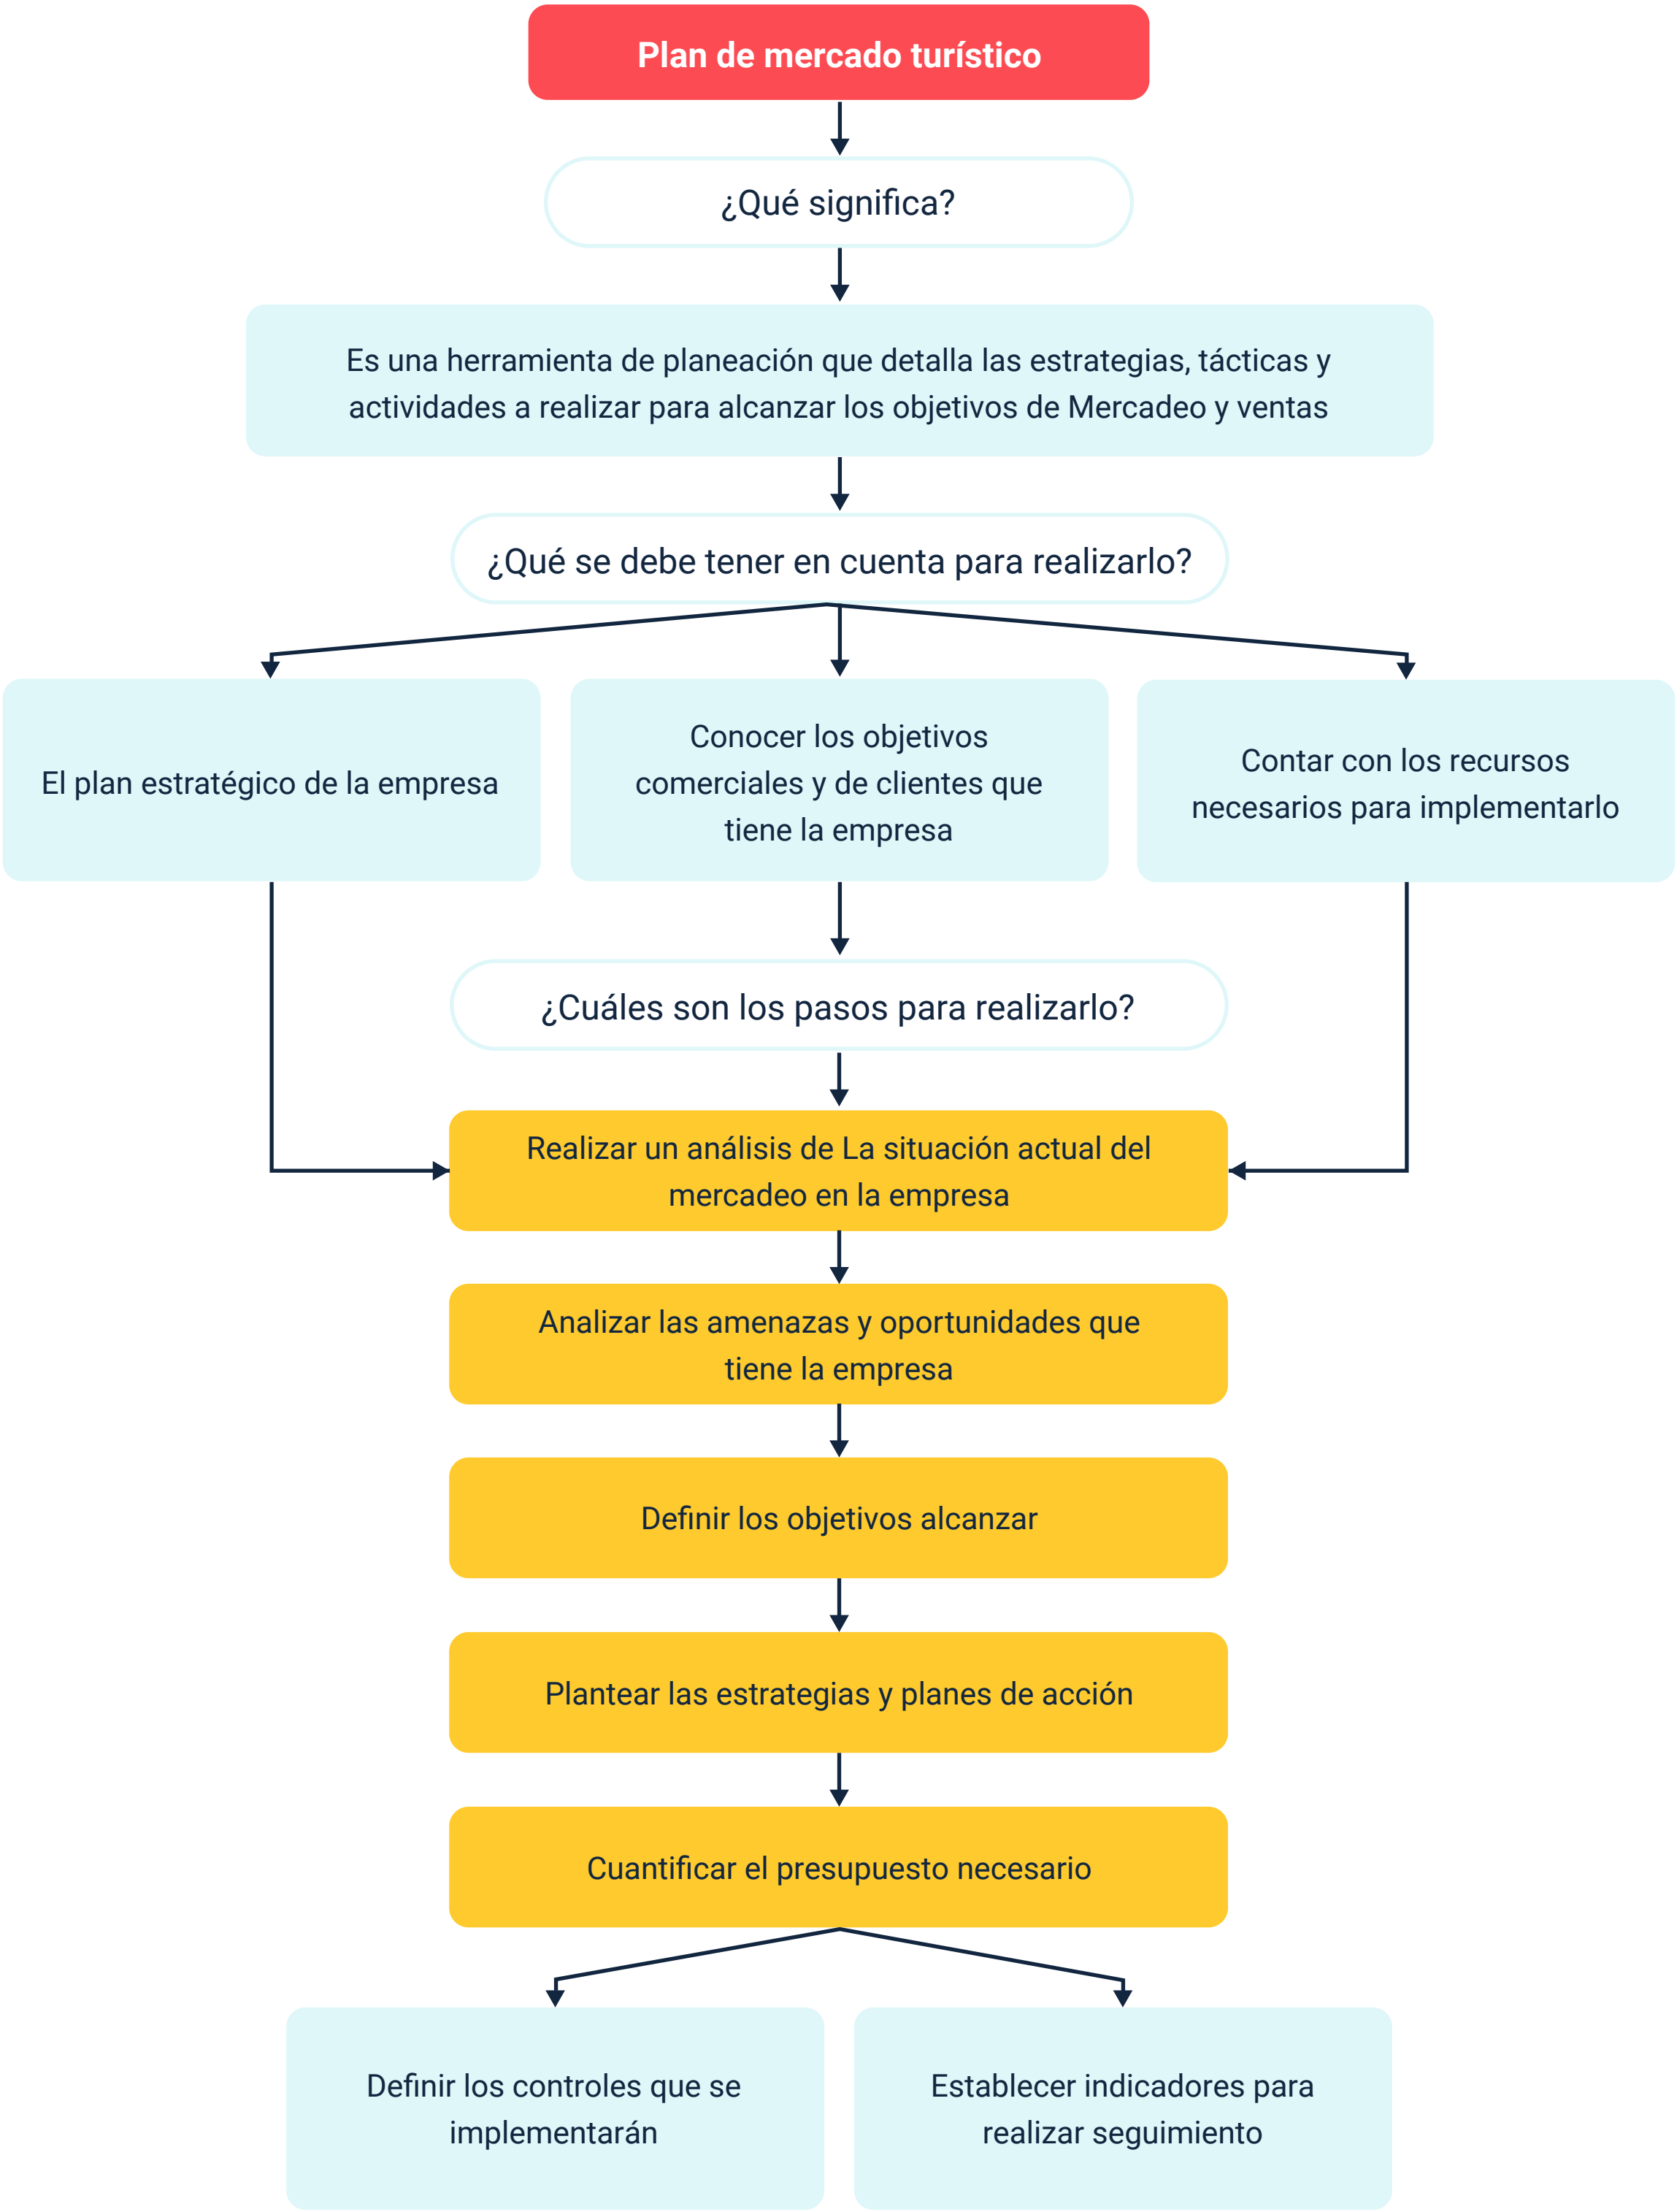 Plan de mercado turístico
¿Qué significa?
Es una herramienta de planeación que detalla las estrategias, tácticas y
actividades a realizar para alcanzar los objetivos de Mercadeo y ventas
¿Qué se debe tener en cuenta para realizarlo?
El plan estratégico de la empresa
Conocer los objetivos
comerciales y de clientes que
tiene la empresa
Contar con los recursos
necesarios para implementarlo
¿Cuáles son los pasos para realizarlo?
Realizar un análisis de La situación actual del
mercadeo en la empresa
Analizar las amenazas y oportunidades que
tiene la empresa
Definir los objetivos alcanzar
Plantear las estrategias y planes de acción
Cuantificar el presupuesto necesario
Definir los controles que se
implementarán
Establecer indicadores para
realizar seguimiento